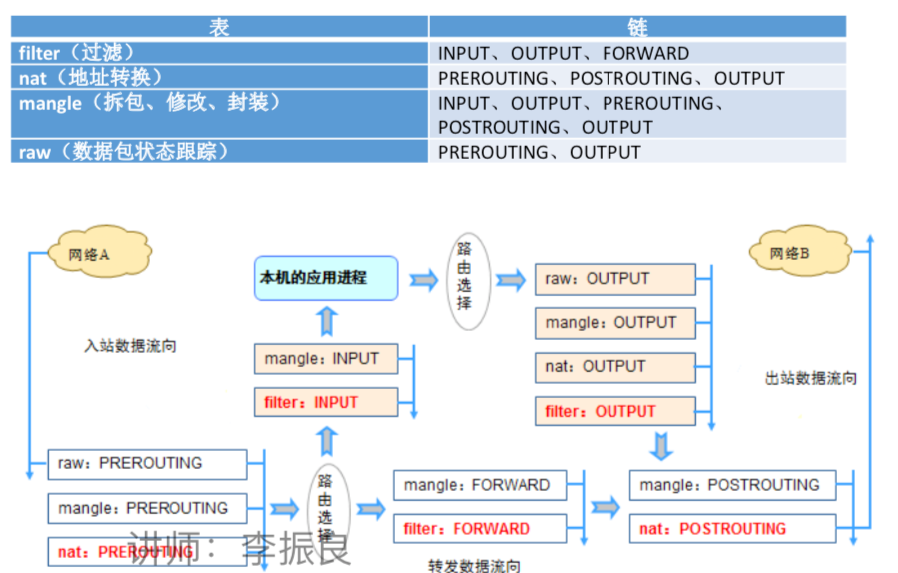 表 链
filter（过滤） INPUT、OUTPUT、FORWARD
nat（地址转换） PREROUTING、POSTROUTING、OUTPUT
mangle（拆包、修改、封装） INPUT、OUTPUT、PREROUTING、
POSTROUTING、OUTPUT
raw（数据包状态跟踪） PREROUTING、OUTPUT
网络A
入站数据流向
raw：PREROUTING
mangle：PREROUTING
nat：PREROUTING
路由选择
mangle：INPUT
filter：INPUT
本机的应用进程
路由选择
raw：OUTPUT
mangle：OUTPUT
nat：OUTPUT
filter：OUTPUT
mangle：FORWARD
filter：FORWARD
转发数据流向
mangle：POSTROUTING
nat：POSTROUTING
网络B
出站数据流向
讲师：李振良